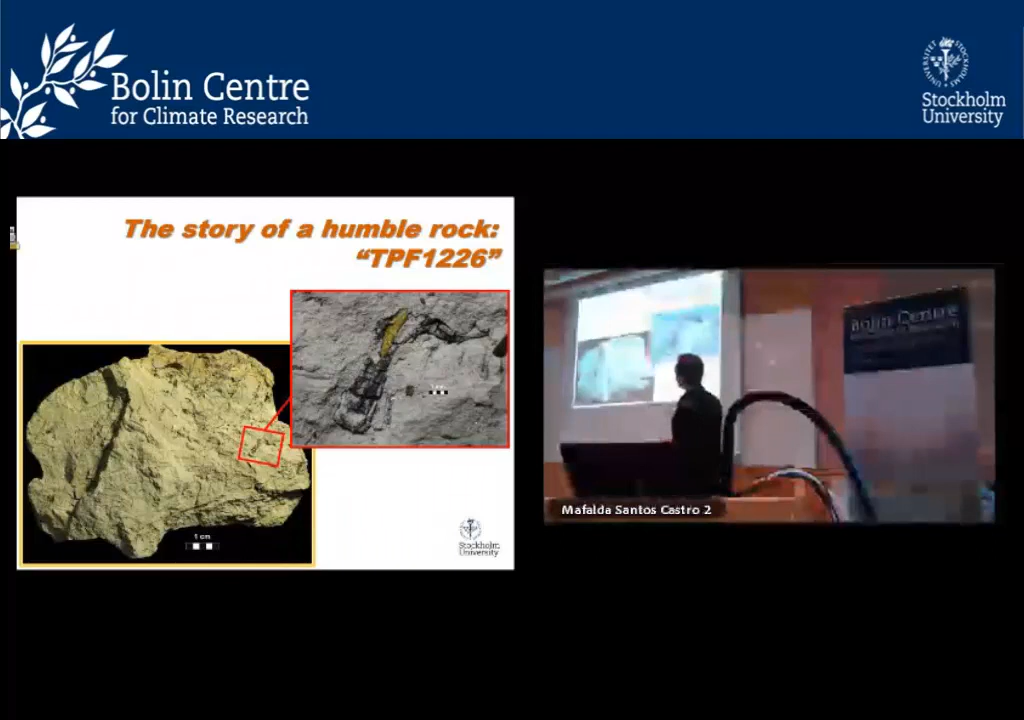 Bolin Centre
for Climate Research
Stockholm
University
The story of a humble rock:
“TPF1226”
1 cm
Stockholm
University
Bolin Centre
Mafalda Santos Castro 2